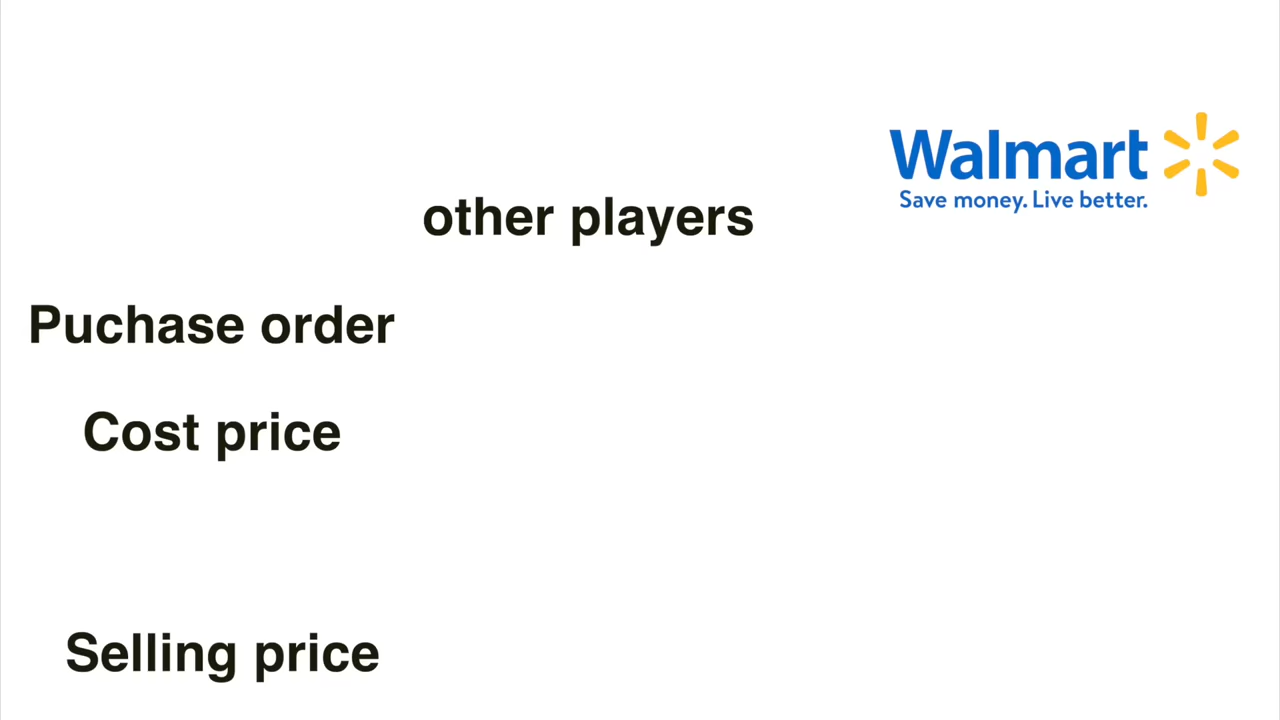 Walmart
Save money. Live better.
other players
Puchase order
Cost price
Selling price